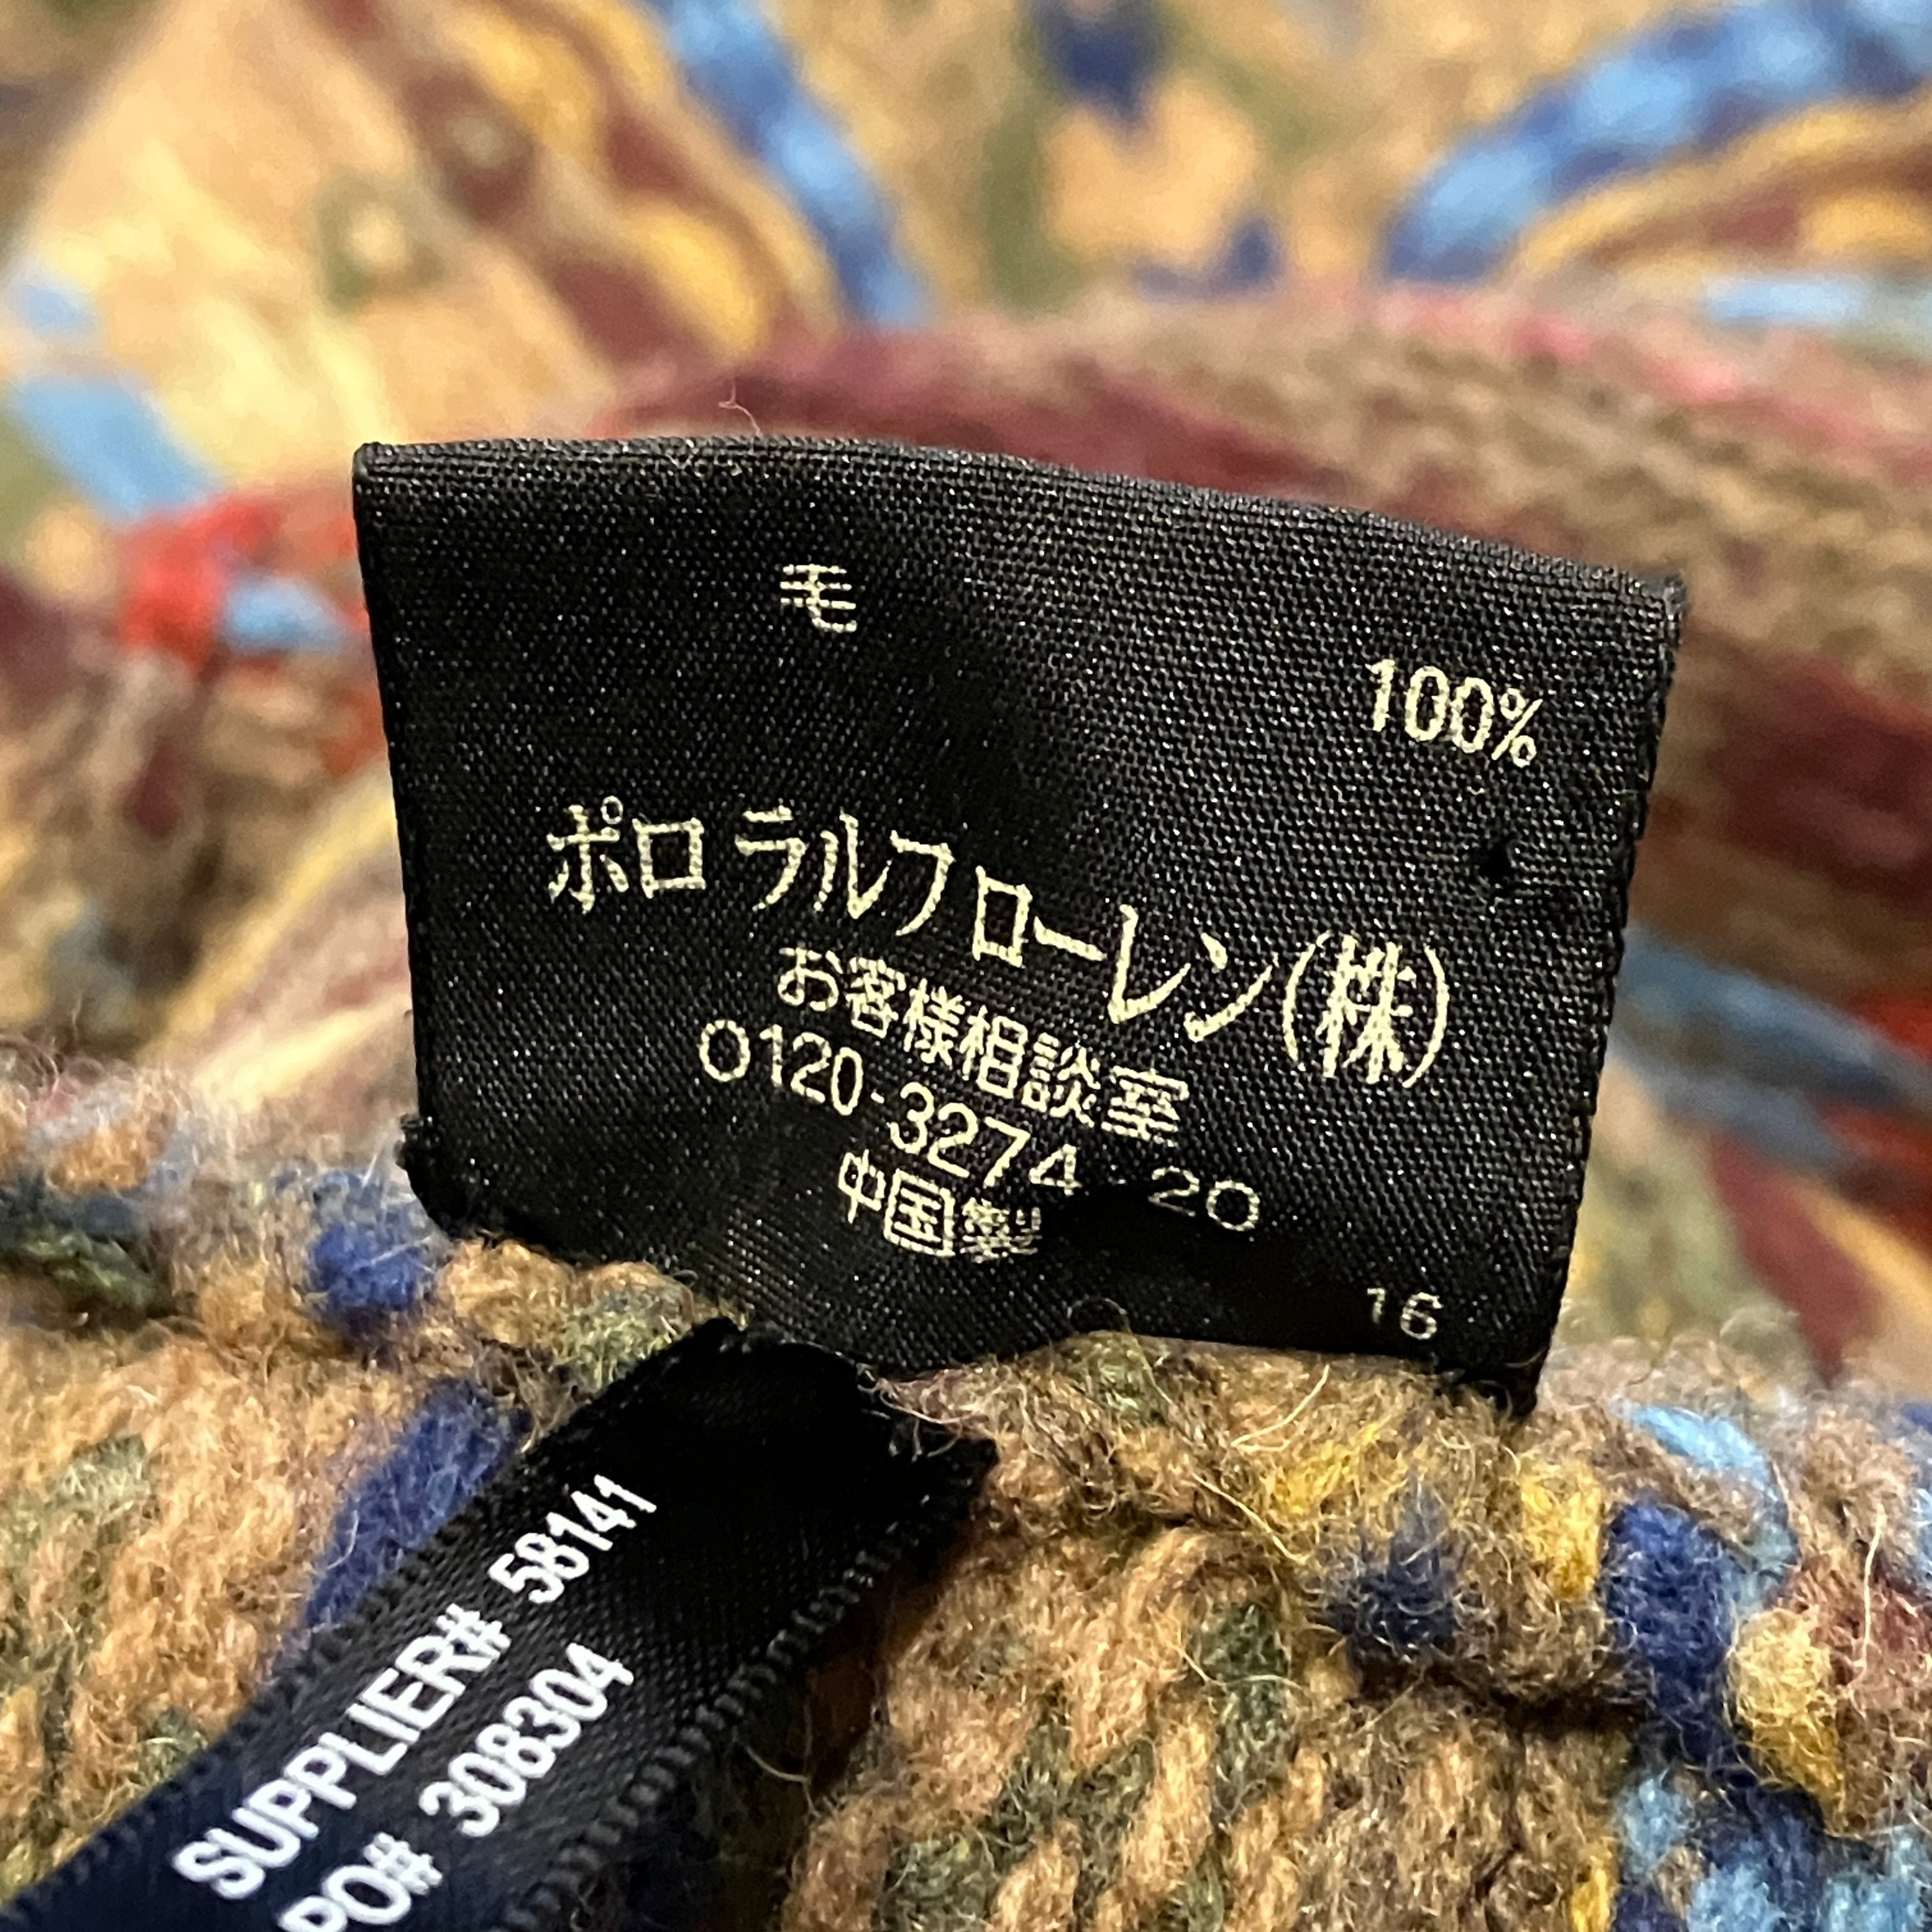 毛
100%
ポロ ラルフ ローレン(株)
お客様相談室
0120-3274-20
中国製
16
SUPPLIER# 58141
PO# 308304